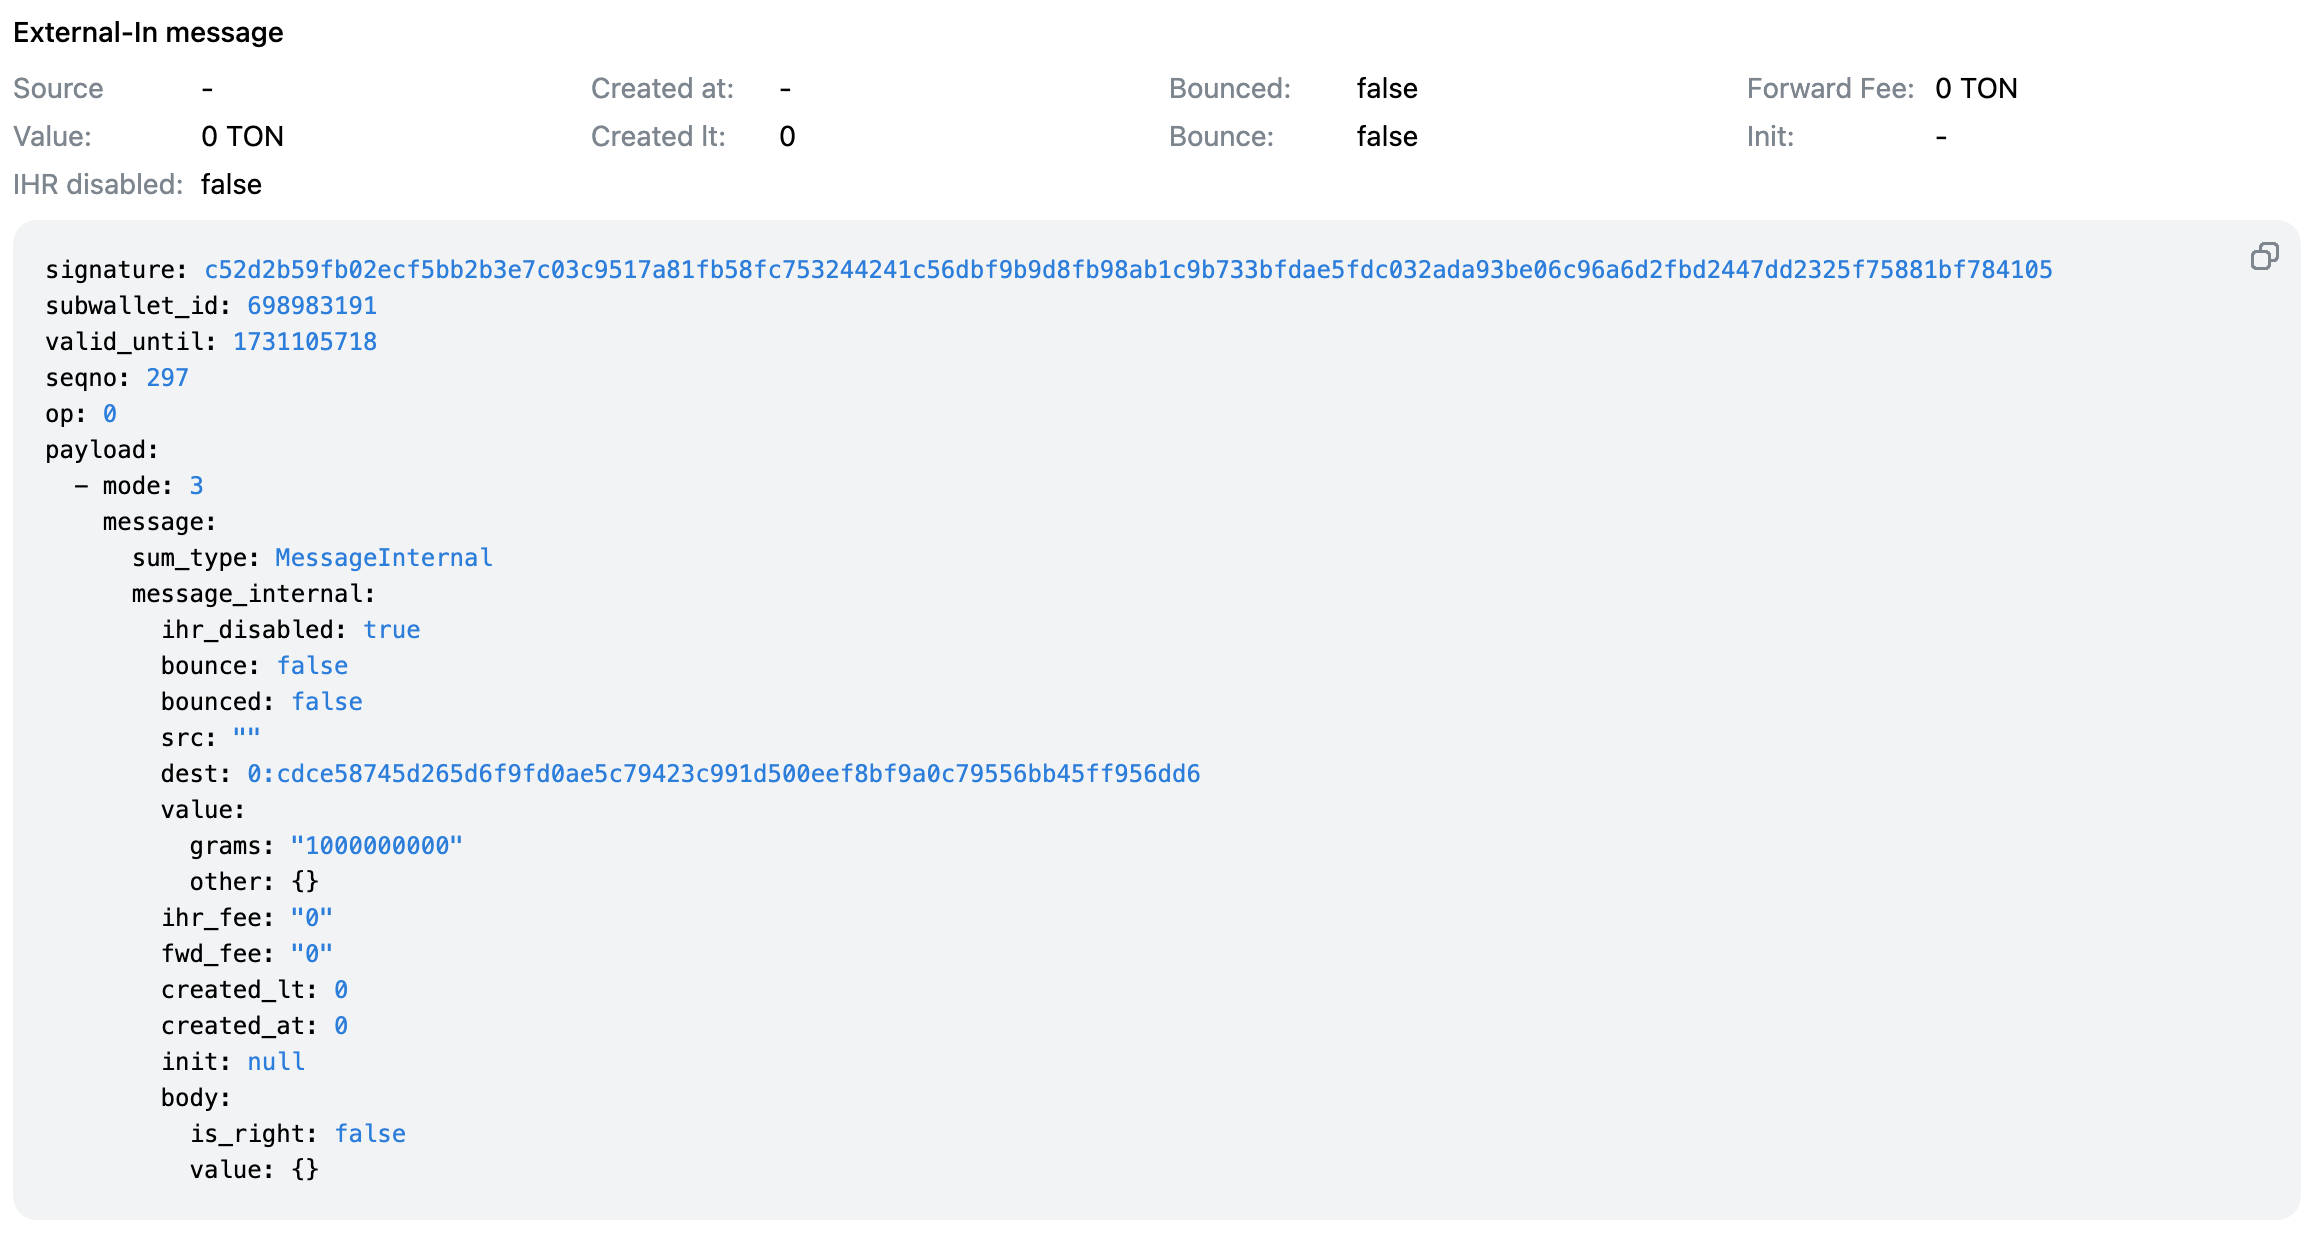 External-In message
Source - Created at: - Bounced: false Forward Fee: 0 TON
Value: 0 TON Created lt: 0 Bounce: false Init: -
IHR disabled: false
signature: c52d2b59fb02ecf5bb2b3e7c03c9517a81fb58fc753244241c56dbf9b9d8fb98ab1c9b733bfdae5fdc032ada93be06c96a6d2fbd2447dd2325f75881bf784105
subwallet_id: 698983191
valid_until: 1731105718
seqno: 297
op: 0
payload:
- mode: 3
message:
sum_type: MessageInternal
message_internal:
ihr_disabled: true
bounce: false
bounced: false
src: ""
dest: 0:cdce58745d265d6f9fd0ae5c79423c991d500eef8bf9a0c79556bb45ff956dd6
value:
grams: "1000000000"
other: {}
ihr_fee: "0"
fwd_fee: "0"
created_lt: 0
created_at: 0
init: null
body:
is_right: false
value: {}